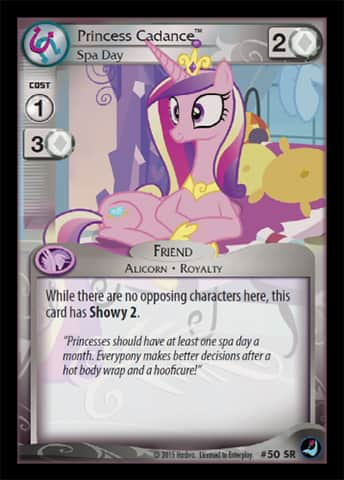 Princess Cadance™
Spa Day
2
COST
1
3
FRIEND
ALICORN • ROYALTY
While there are no opposing characters here, this
card has Showy 2.
"Princesses should have at least one spa day a
month. Everypony makes better decisions after a
hot body wrap and a hooficure!"
© 2015 Hasbro. Licensed to Enterplay.
#50 SR